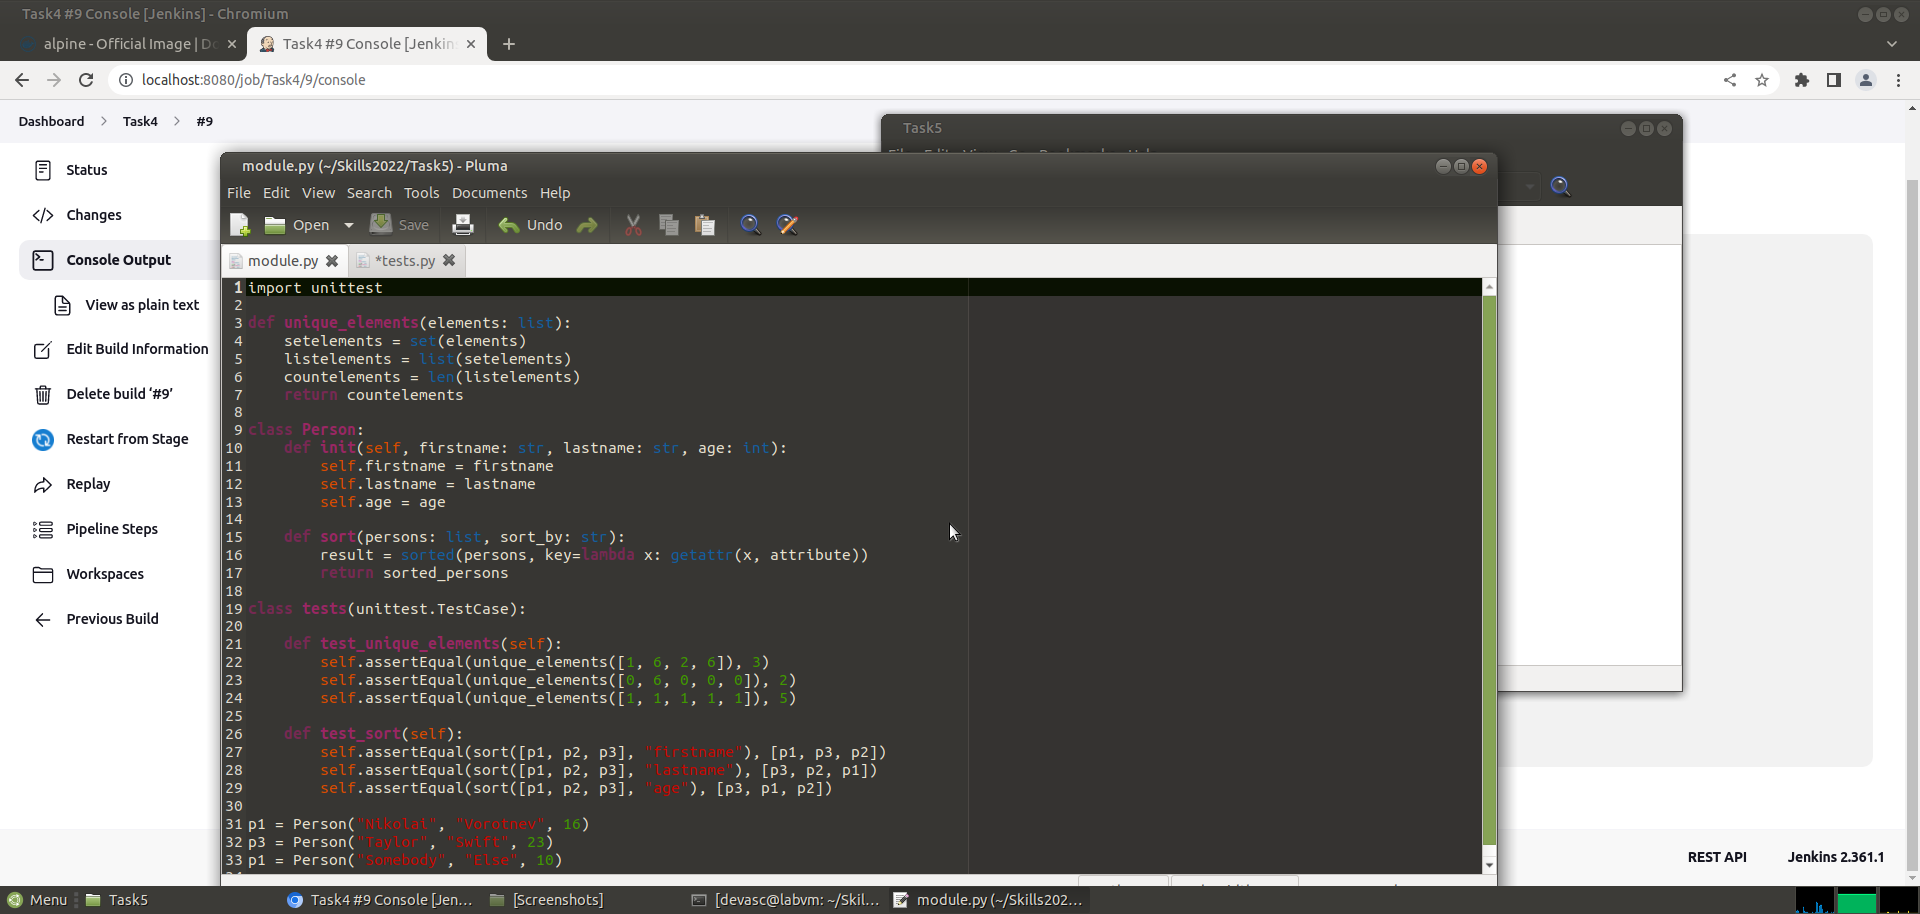 Task4 #9 Console [Jenkins] - Chromium
alpine - Official Image | Do
Task4 #9 Console [Jenkin
localhost:8080/job/Task4/9/console
Dashboard > Task4 > #9
Status
Changes
Console Output
View as plain text
Edit Build Information
Delete build ‘#9’
Restart from Stage
Replay
Pipeline Steps
Workspaces
Previous Build
Task5
module.py (~/Skills2022/Task5) - Pluma
File Edit View Search Tools Documents Help
Open Save Undo
module.py *tests.py
1 import unittest
2
3 def unique_elements(elements: list):
4 setelements = set(elements)
5 listelements = list(setelements)
6 countelements = len(listelements)
7 return countelements
8
9 class Person:
10 def init(self, firstname: str, lastname: str, age: int):
11 self.firstname = firstname
12 self.lastname = lastname
13 self.age = age
14
15 def sort(persons: list, sort_by: str):
16 result = sorted(persons, key=lambda x: getattr(x, attribute))
17 return sorted_persons
18
19 class tests(unittest.TestCase):
20
21 def test_unique_elements(self):
22 self.assertEqual(unique_elements([1, 6, 2, 6]), 3)
23 self.assertEqual(unique_elements([0, 6, 0, 0, 0]), 2)
24 self.assertEqual(unique_elements([1, 1, 1, 1, 1]), 5)
25
26 def test_sort(self):
27 self.assertEqual(sort([p1, p2, p3], "firstname"), [p1, p3, p2])
28 self.assertEqual(sort([p1, p2, p3], "lastname"), [p3, p2, p1])
29 self.assertEqual(sort([p1, p2, p3], "age"), [p3, p1, p2])
30
31 p1 = Person("Nikolai", "Vorotnev", 16)
32 p3 = Person("Taylor", "Swift", 23)
33 p1 = Person("Somebody", "Else", 10)
REST API
Jenkins 2.361.1
Menu
Task5
Task4 #9 Console [Jen...
[Screenshots]
[devasc@labvm: ~/Skil...
module.py (~/Skills202...